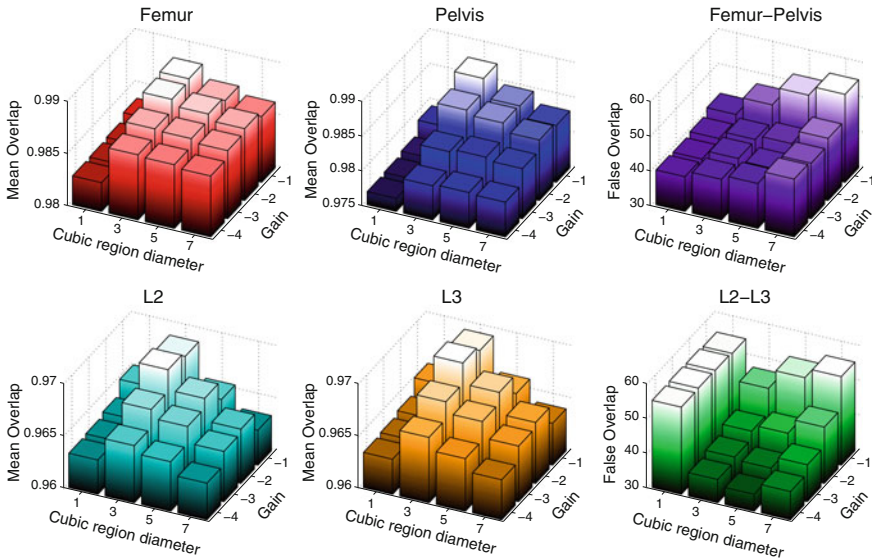 Femur
Pelvis
Femur–Pelvis
Mean Overlap
0.99
0.985
0.98
1
3
5
7
Cubic region diameter
−4
−3
−2
−1
Gain
Mean Overlap
0.99
0.985
0.98
0.975
1
3
5
7
Cubic region diameter
−4
−3
−2
−1
Gain
False Overlap
60
50
40
30
1
3
5
7
Cubic region diameter
−4
−3
−2
−1
Gain
L2
L3
L2–L3
Mean Overlap
0.97
0.965
0.96
1
3
5
7
Cubic region diameter
−4
−3
−2
−1
Gain
Mean Overlap
0.97
0.965
0.96
1
3
5
7
Cubic region diameter
−4
−3
−2
−1
Gain
False Overlap
60
50
40
30
1
3
5
7
Cubic region diameter
−4
−3
−2
−1
Gain